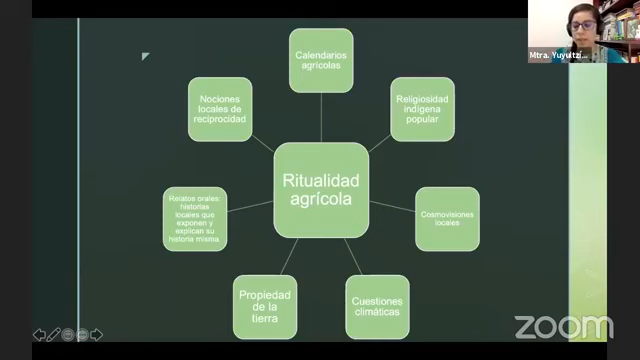 Mtra. Yuyultzí...
Calendarios
agrícolas
Nociones
locales de
reciprocidad
Religiosidad
indígena
popular
Ritualidad
agrícola
Relatos orales:
historias
locales que
exponen y
explican su
historia misma.
Cosmovisiones
locales
Propiedad
de la
tierra
Cuestiones
climáticas
zoom